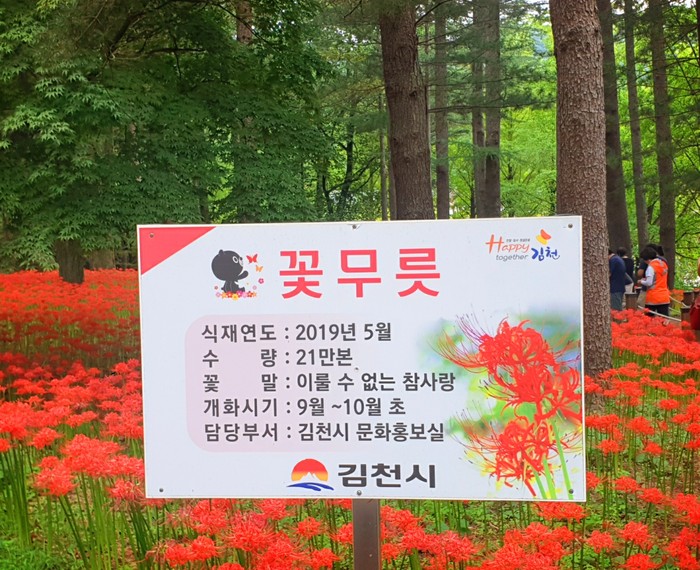 꽃무릇
Happy
together 김천
식재연도 : 2019년 5월
수 량 : 21만본
꽃 말 : 이룰 수 없는 참사랑
개화시기 : 9월 ~10월 초
담당부서 : 김천시 문화홍보실
김천시